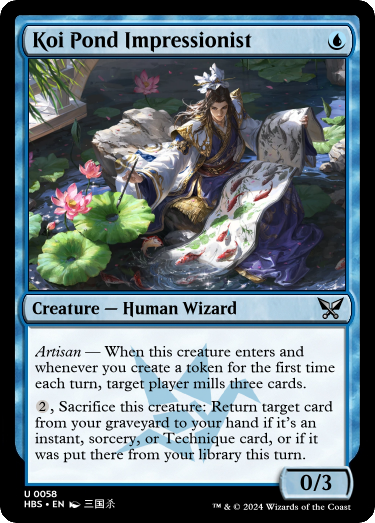 Koi Pond Impressionist
Creature — Human Wizard
Artisan — When this creature enters and
whenever you create a token for the first time
each turn, target player mills three cards.
2, Sacrifice this creature: Return target card
from your graveyard to your hand if it's an
instant, sorcery, or Technique card, or if it
was put there from your library this turn.
0/3
U 0058
HBS • EN 三国杀
™ & © 2024 Wizards of the Coast